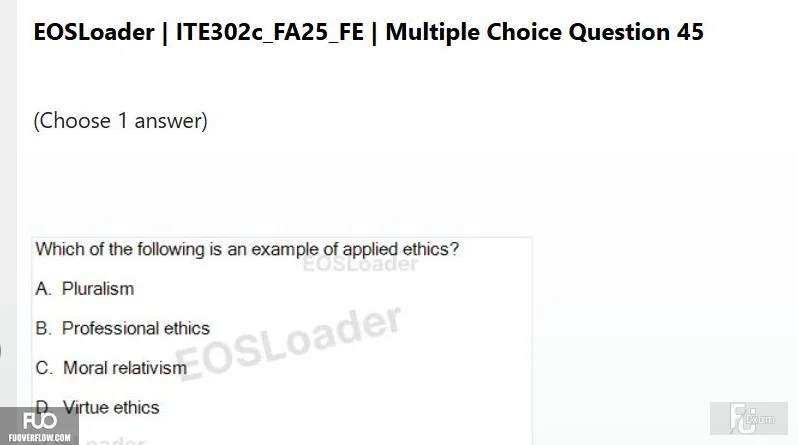 EOSLoader | ITE302c_FA25_FE | Multiple Choice Question 45
(Choose 1 answer)
Which of the following is an example of applied ethics?
EOSLoader
A. Pluralism
B. Professional ethics
EOSLoader
C. Moral relativism
D. Virtue ethics
FUO
FUOVERFLOW.COM
Exam